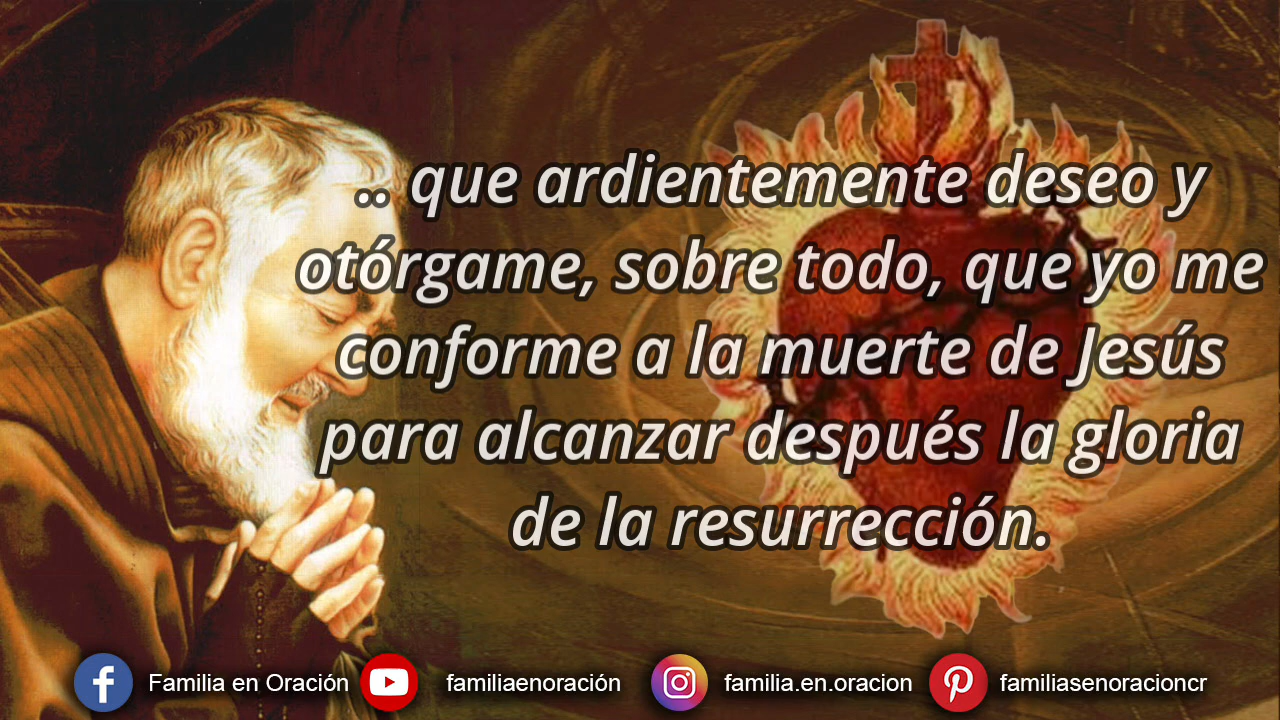 .. que ardientemente deseo y
otórgame, sobre todo, que yo me
conforme a la muerte de Jesús
para alcanzar después la gloria
de la resurrección.
Familia en Oración
familiaenoración
familia.en.oracion
familiasenoracioncr